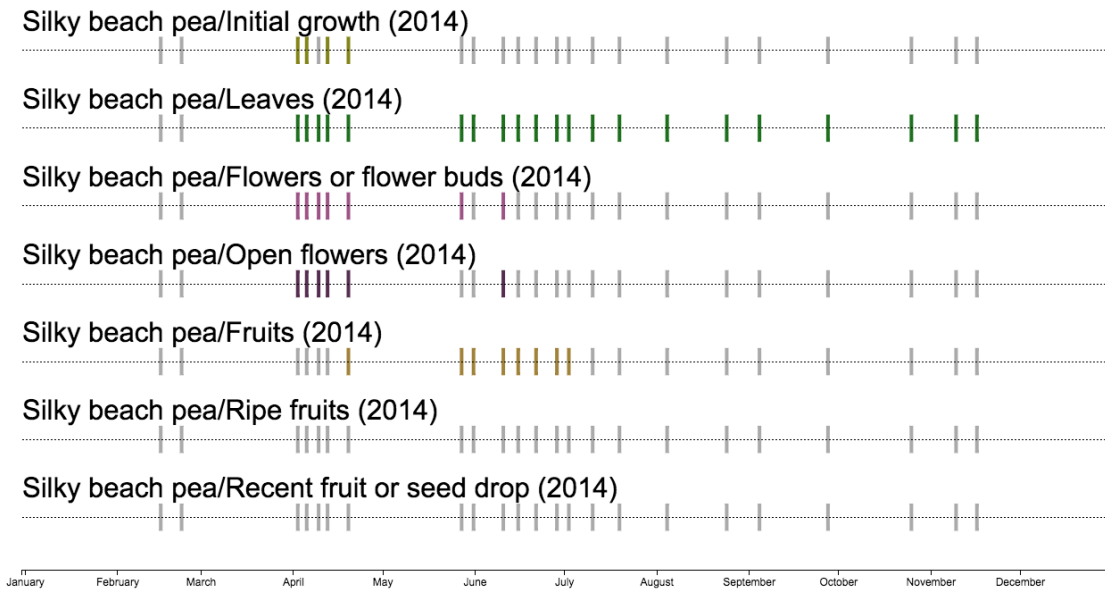 Silky beach pea/Initial growth (2014)
Silky beach pea/Leaves (2014)
Silky beach pea/Flowers or flower buds (2014)
Silky beach pea/Open flowers (2014)
Silky beach pea/Fruits (2014)
Silky beach pea/Ripe fruits (2014)
Silky beach pea/Recent fruit or seed drop (2014)
January February March April May June July August September October November December